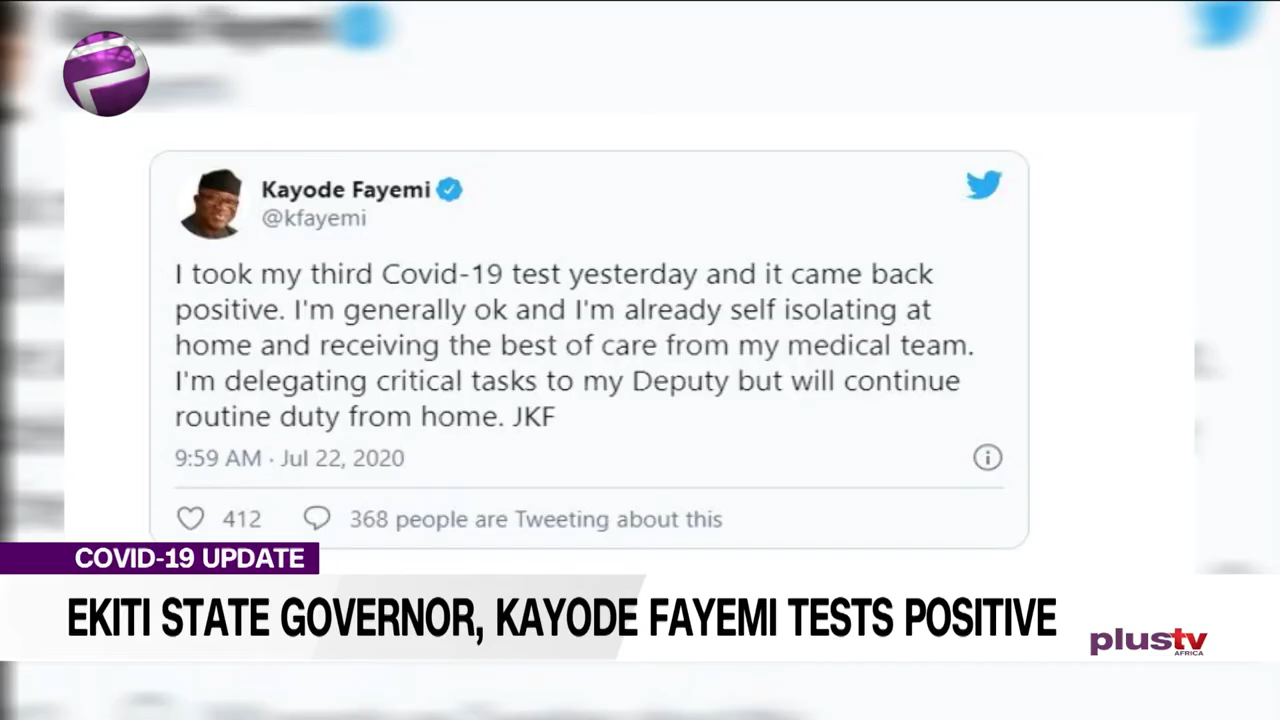 Kayode Fayemi
@kfayemi
I took my third Covid-19 test yesterday and it came back
positive. I'm generally ok and I'm already self isolating at
home and receiving the best of care from my medical team.
I'm delegating critical tasks to my Deputy but will continue
routine duty from home. JKF
9:59 AM · Jul 22, 2020
412 368 people are Tweeting about this
COVID-19 UPDATE
EKITI STATE GOVERNOR, KAYODE FAYEMI TESTS POSITIVE
plustv
AFRICA